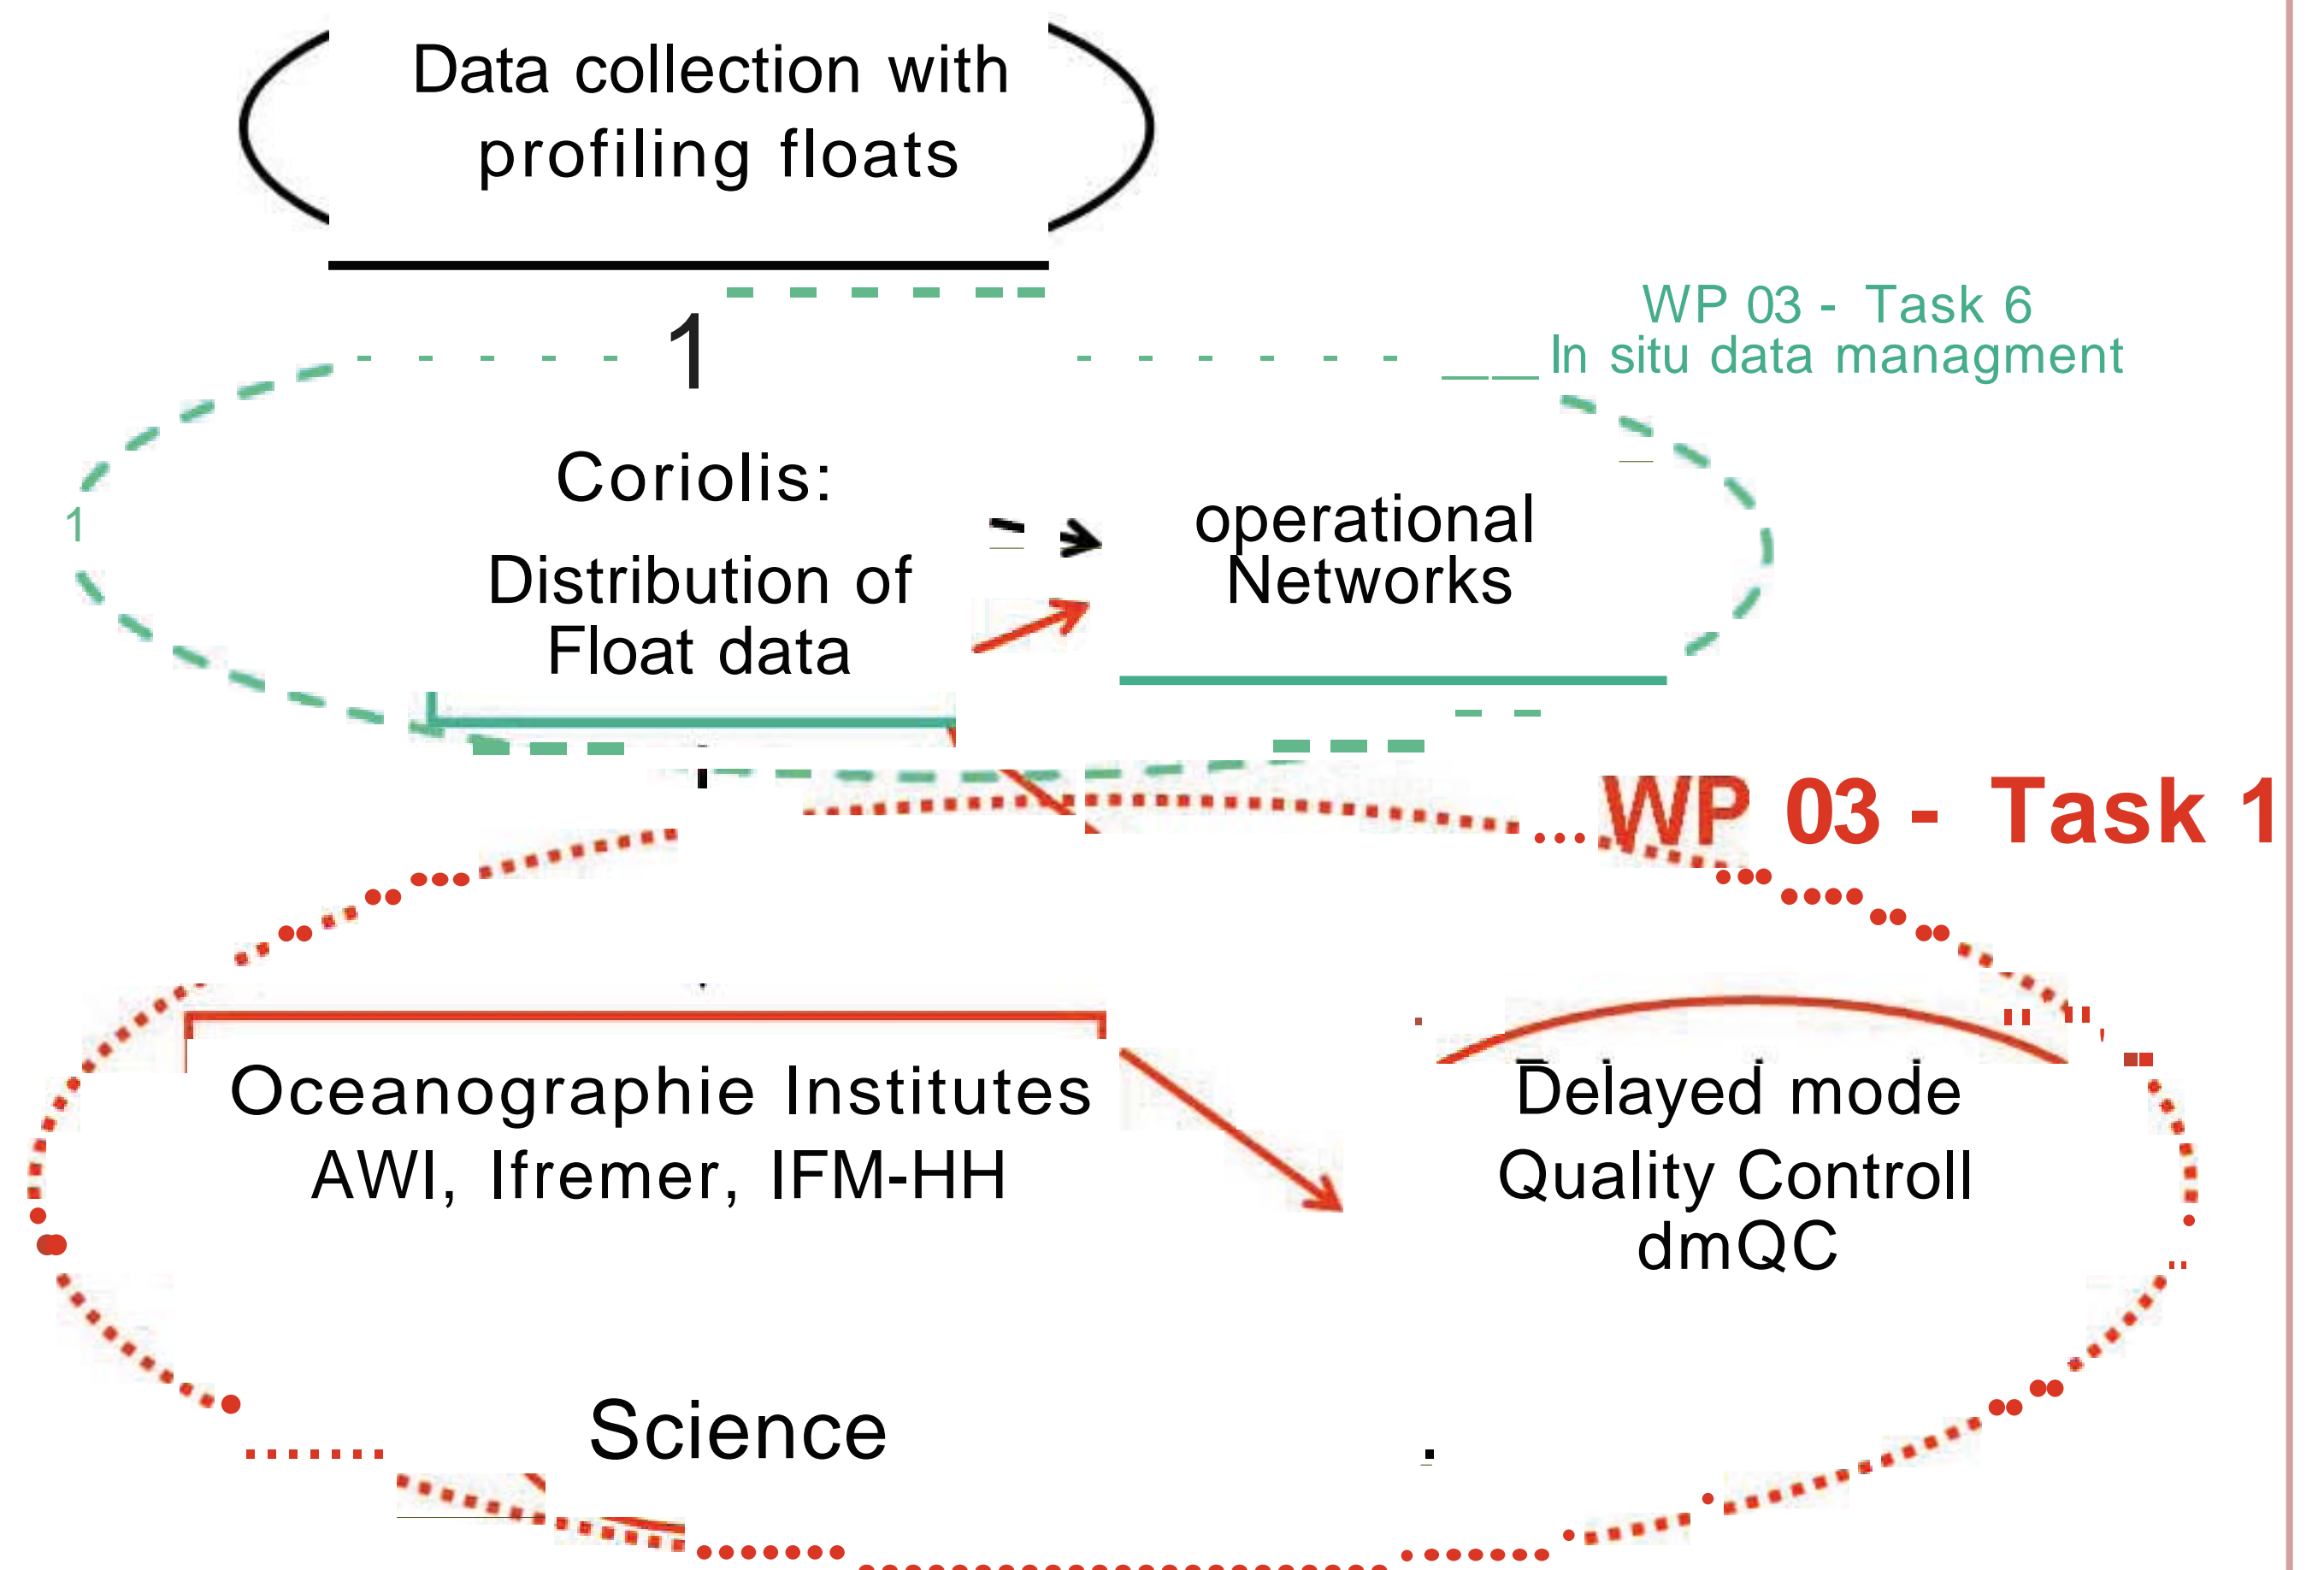 Data collection with
profiling floats
1
WP 03 - Task 6
In situ data managment
1
Coriolis:
Distribution of
Float data
operational
Networks
WP 03 - Task 1
Oceanographie Institutes
AWI, Ifremer, IFM-HH
Delayed mode
Quality Controll
dmQC
Science